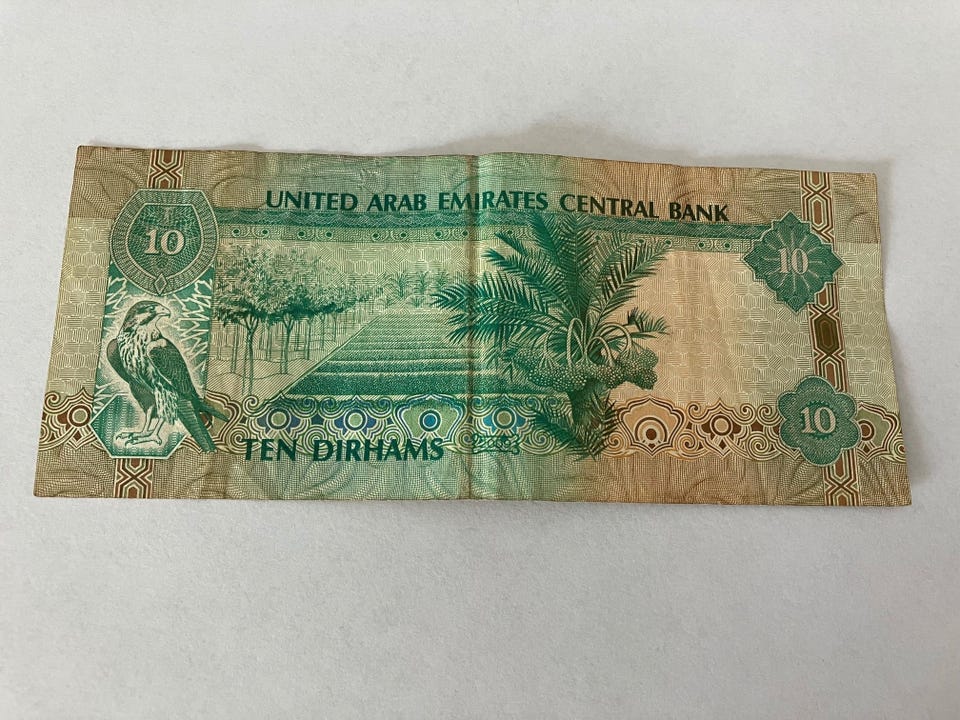 UNITED ARAB EMIRATES CENTRAL BANK
10
10
10
TEN DIRHAMS